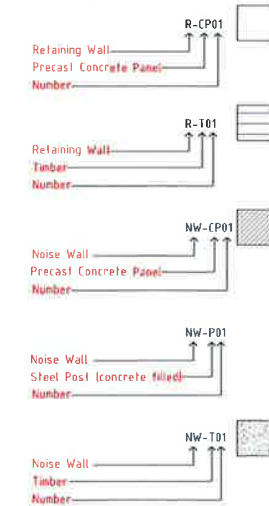 R-CP01
Retaining Wall
Precast Concrete Panel
Number
R-T01
Retaining Wall
Timber
Number
NW-CP01
Noise Wall
Precast Concrete Panel
Number
NW-P01
Noise Wall
Steel Post (concrete filled)
Number
NW-T01
Noise Wall
Timber
Number